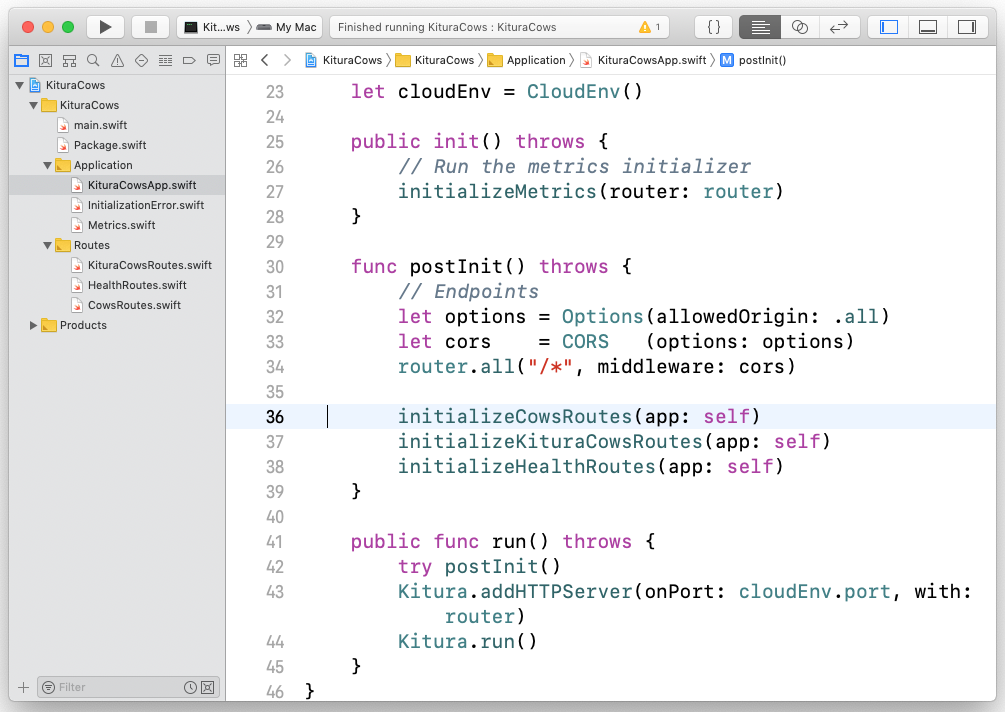 Kit...ws 〉 My Mac
Finished running KituraCows : KituraCows
1
{ }
KituraCows 〉 KituraCows 〉 Application 〉 KituraCowsApp.swift 〉 M postInit()
KituraCows
KituraCows
main.swift
Package.swift
Application
KituraCowsApp.swift
InitializationError.swift
Metrics.swift
Routes
KituraCowsRoutes.swift
HealthRoutes.swift
CowsRoutes.swift
Products
Filter
23     let cloudEnv = CloudEnv()
24
25     public init() throws {
26         // Run the metrics initializer
27         initializeMetrics(router: router)
28     }
29
30     func postInit() throws {
31         // Endpoints
32         let options = Options(allowedOrigin: .all)
33         let cors    = CORS   (options: options)
34         router.all("/*", middleware: cors)
35
36         initializeCowsRoutes(app: self)
37         initializeKituraCowsRoutes(app: self)
38         initializeHealthRoutes(app: self)
39     }
40
41     public func run() throws {
42         try postInit()
43         Kitura.addHTTPServer(onPort: cloudEnv.port, with:
            router)
44         Kitura.run()
45     }
46 }